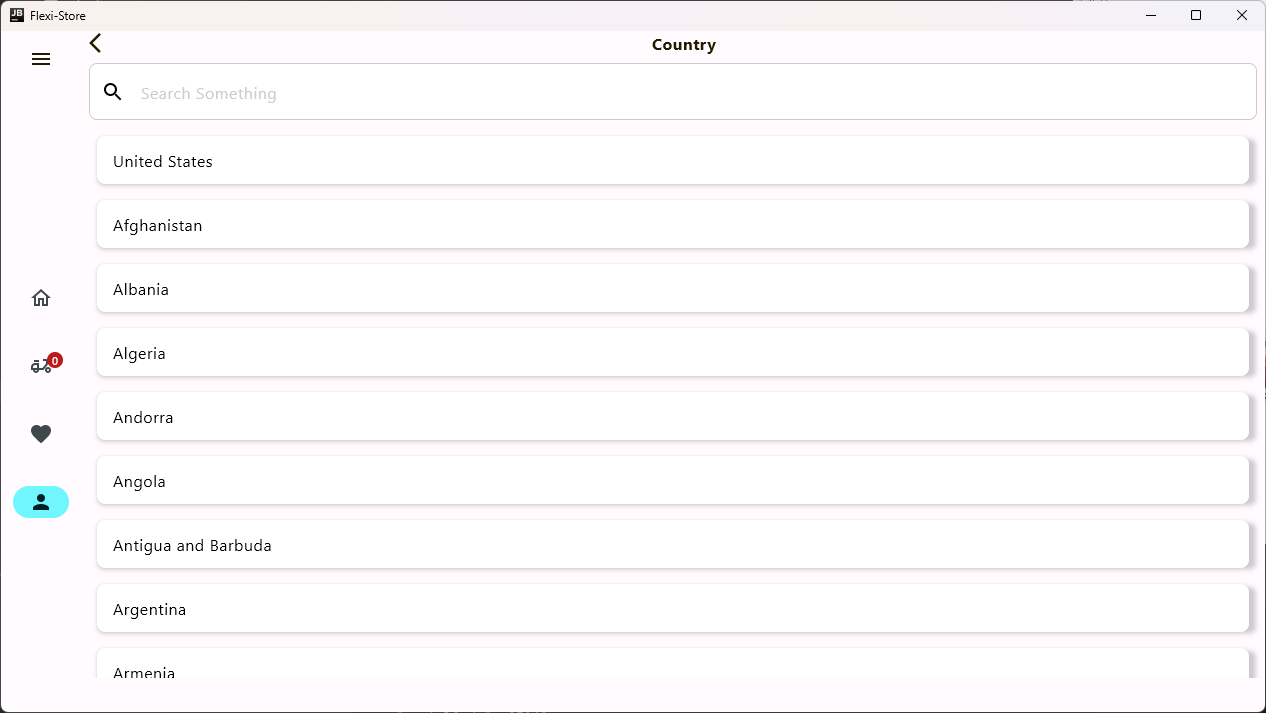 JB
Flexi-Store
Country
Search Something
United States
Afghanistan
Albania
Algeria
0
Andorra
Angola
Antigua and Barbuda
Argentina
Armenia